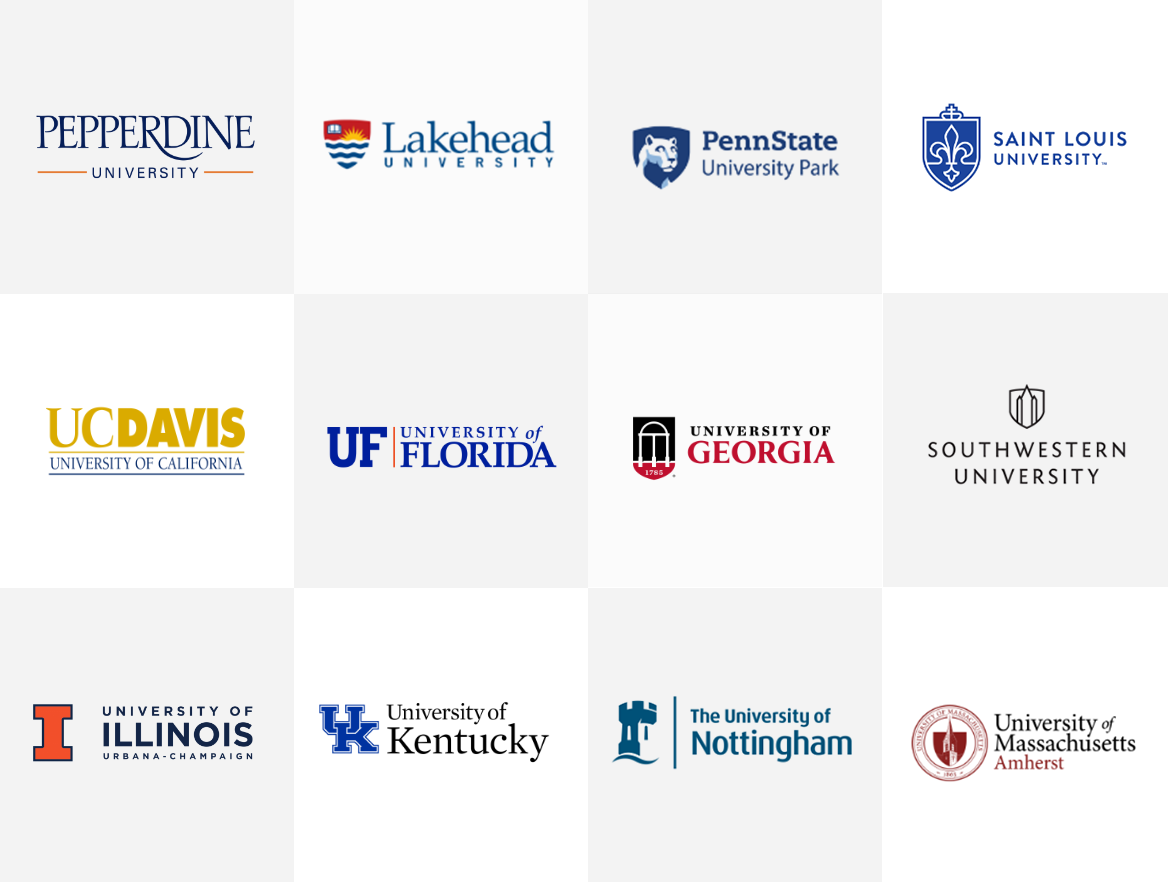 PEPPERDINE
UNIVERSITY
Lakehead
UNIVERSITY
PennState
University Park
SAINT LOUIS
UNIVERSITY™
UC DAVIS
UNIVERSITY OF CALIFORNIA
UF
UNIVERSITY of
FLORIDA
1785
UNIVERSITY OF
GEORGIA
SOUTHWESTERN
UNIVERSITY
I
UNIVERSITY OF
ILLINOIS
URBANA-CHAMPAIGN
UK
University of
Kentucky
The University of
Nottingham
UNIVERSITY OF MASSACHUSETTS
1863
University of
Massachusetts
Amherst